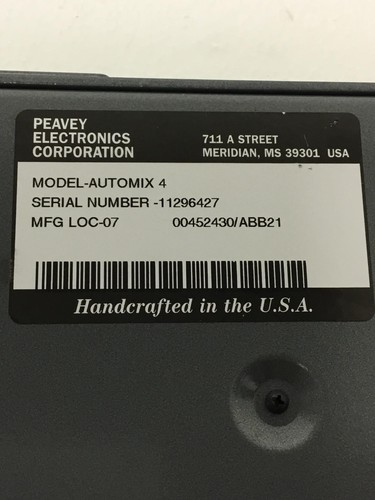 PEAVEY
ELECTRONICS
CORPORATION
711 A STREET
MERIDIAN, MS 39301 USA
MODEL-AUTOMIX 4
SERIAL NUMBER -11296427
MFG LOC-07 00452430/ABB21
Handcrafted in the U.S.A.